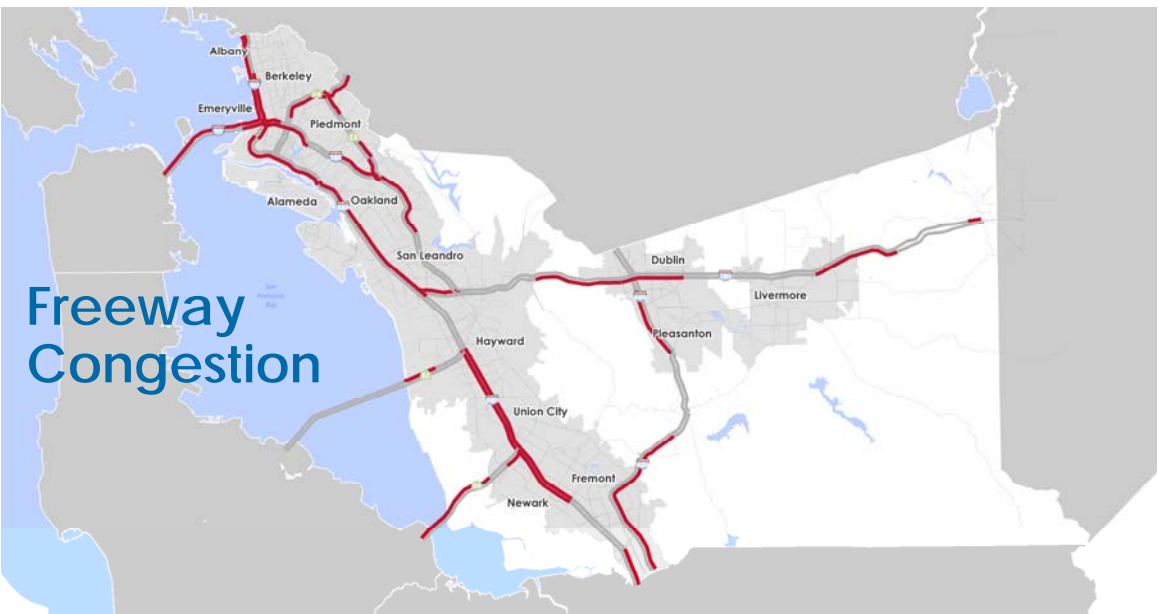 Albany
Berkeley
Emeryville
Piedmont
Alameda
Oakland
San Leandro
Dublin
Livermore
Freeway
Congestion
Hayward
Pleasanton
Union City
Fremont
Newark